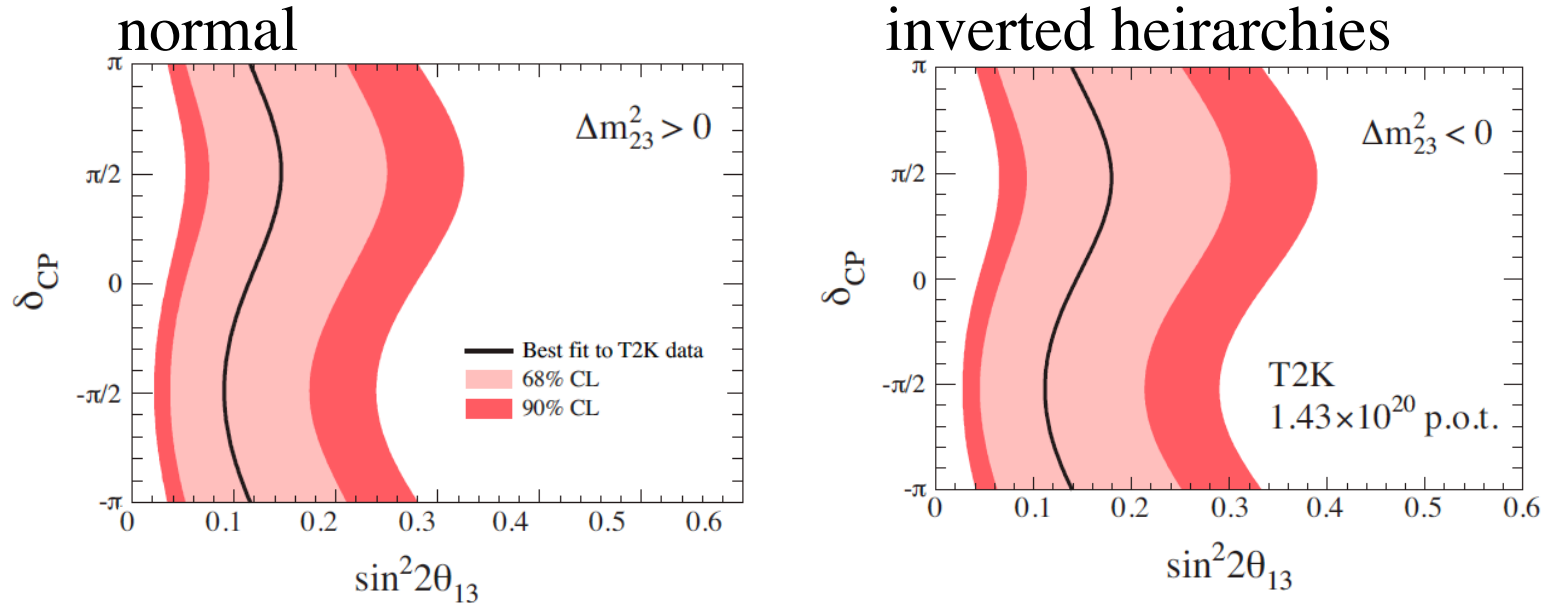 normal
π
π/2
0
-π/2
-π
δCP
Δm²₂₃ > 0
Best fit to T2K data
68% CL
90% CL
0 0.1 0.2 0.3 0.4 0.5 0.6
sin²2θ₁₃
inverted heirarchies
π
π/2
0
-π/2
-π
δCP
Δm²₂₃ < 0
T2K
1.43×10²⁰ p.o.t.
0 0.1 0.2 0.3 0.4 0.5 0.6
sin²2θ₁₃